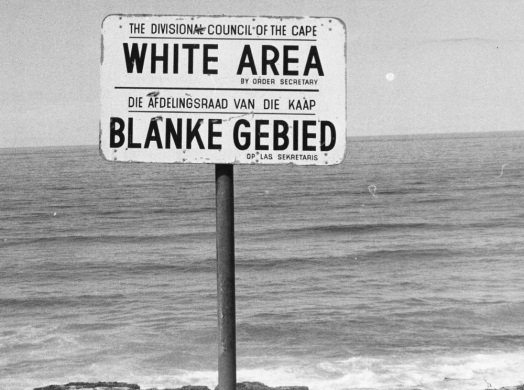 THE DIVISIONAL COUNCIL OF THE CAPE
WHITE AREA
BY ORDER SECRETARY
DIE AFDELINGSRAAD VAN DIE KAAP
BLANKE GEBIED
OP LAS SEKRETARIS